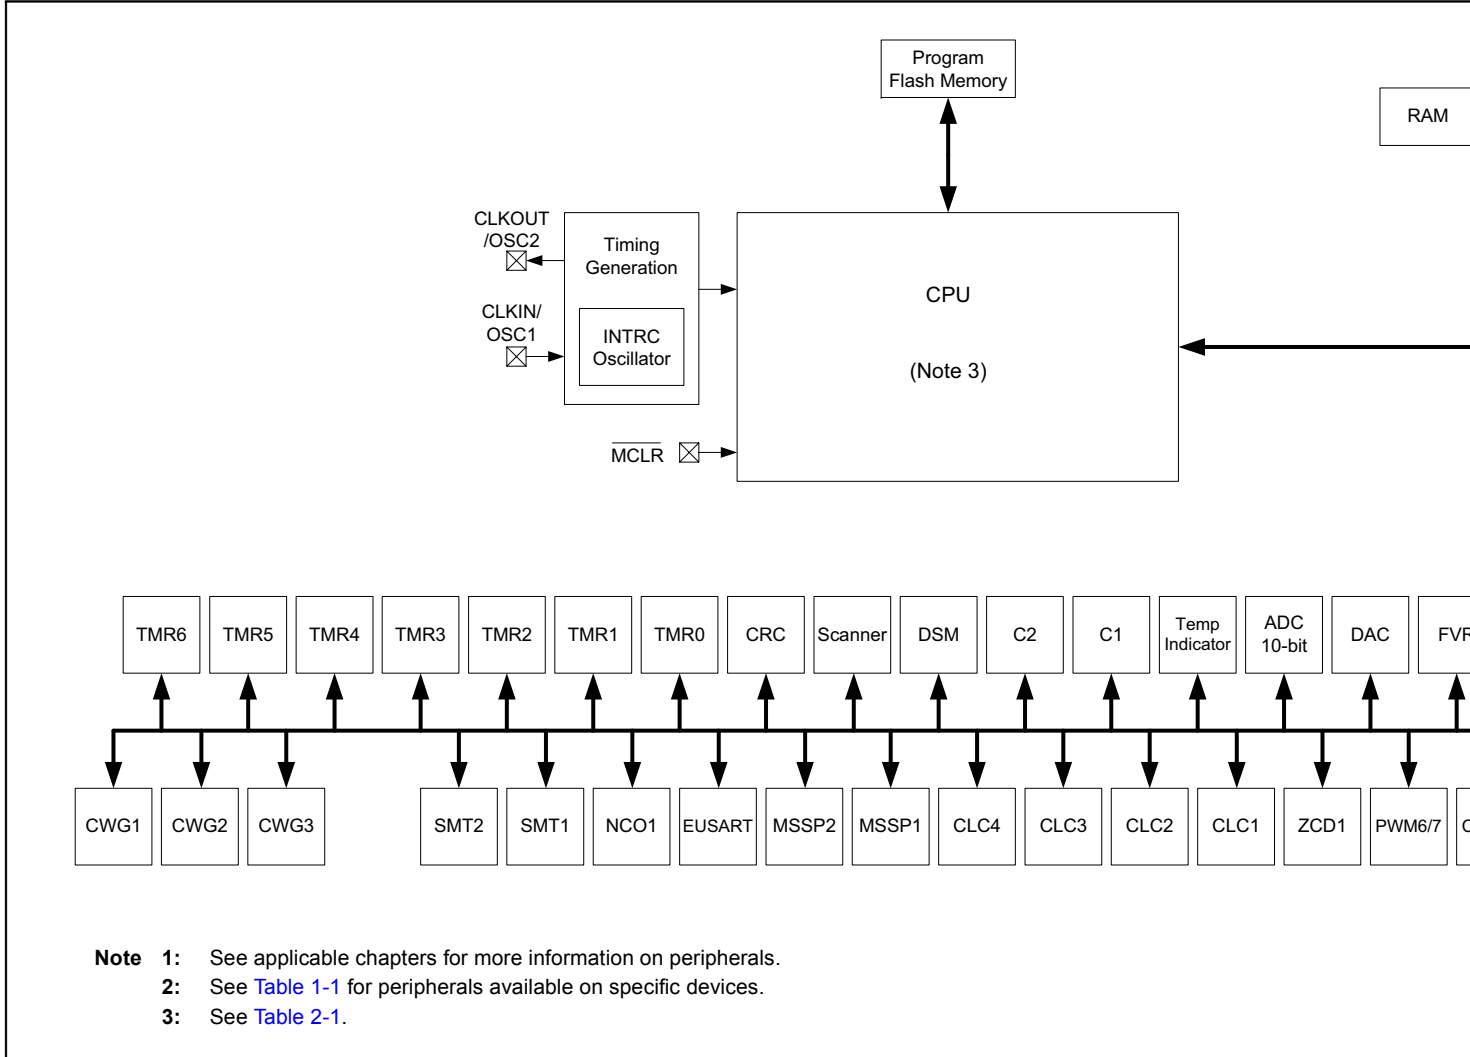 Program
Flash Memory
RAM
CLKOUT
/OSC2
Timing
Generation
CLKIN/
OSC1
INTRC
Oscillator
CPU
(Note 3)
MCLR
TMR6
TMR5
TMR4
TMR3
TMR2
TMR1
TMR0
CRC
Scanner
DSM
C2
C1
Temp
Indicator
ADC
10-bit
DAC
FVR
CWG1
CWG2
CWG3
SMT2
SMT1
NCO1
EUSART
MSSP2
MSSP1
CLC4
CLC3
CLC2
CLC1
ZCD1
PWM6/7
Note 1: See applicable chapters for more information on peripherals.
2: See Table 1-1 for peripherals available on specific devices.
3: See Table 2-1.